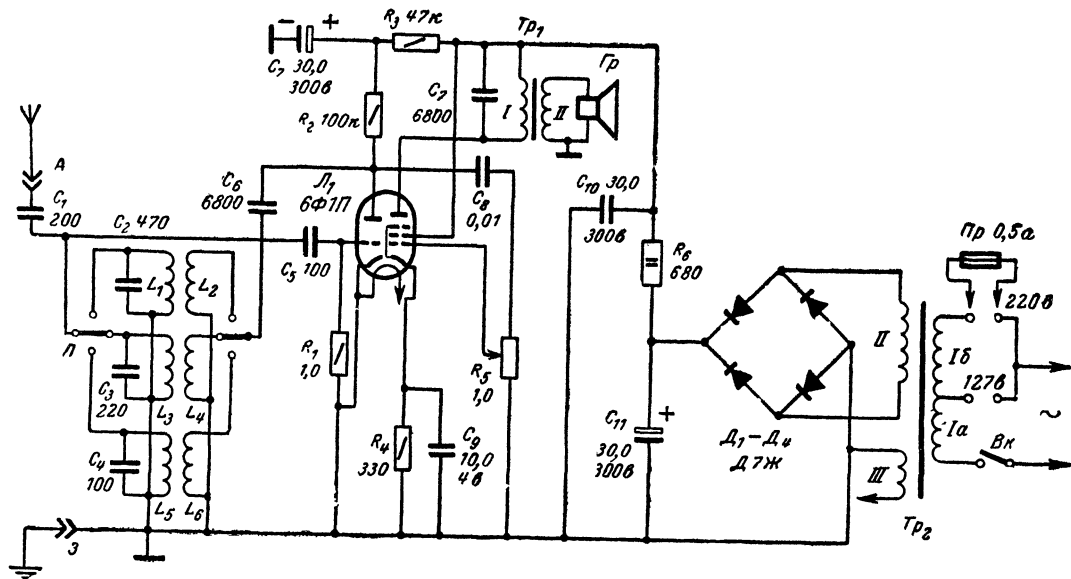 R₃ 47к
− +
C₇ 30,0
300в
R₂ 100к
C₇
6800
Тр₁
I
II
Гр
А
C₁
200
C₂ 470
C₆
6800
Л₁
6Ф1П
C₅ 100
C₈
0,01
C₁₀ 30,0
300в
R₆
680
Пр 0,5а
220в
127в
Iб
Iа
II
III
Вк
~
Тр₂
L₁
L₂
П
C₃
220
L₃
L₄
C₄
100
L₅
L₆
R₁
1,0
R₄
330
C₉
10,0
4в
R₅
1,0
+
C₁₁
30,0
300в
Д₁−Д₄
Д7Ж
З